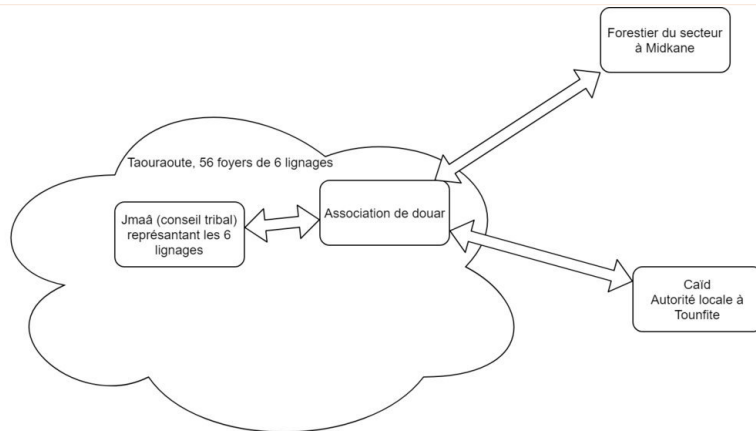 Forestier du secteur
à Midkane
Taouraoute, 56 foyers de 6 lignages
Jmaâ (conseil tribal)
représantant les 6
lignages
Association de douar
Caïd
Autorité locale à
Tounfite